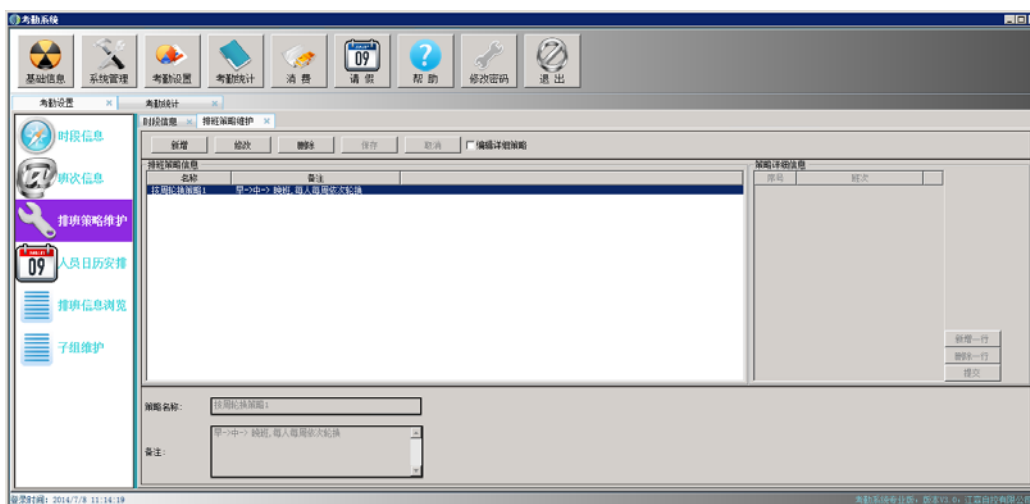 考勤系统
基础信息 系统管理 考勤设置 考勤统计 消 费 请 假 帮 助 修改密码 退 出
考勤设置 考勤统计
时段信息 排班策略维护
时段信息
班次信息
排班策略维护
人员日历安排
排班信息浏览
子组维护
新增 修改 删除 保存 取消 编辑详细策略
排班策略信息
名称 备注
按周轮换策略1 早->中-> 晚班,每人每周依次轮换
策略详细信息
序号 班次
新增一行
删除一行
提交
策略名称: 按周轮换策略1
备注: 早->中-> 晚班,每人每周依次轮换
登录时间: 2014/7/8 11:14:19